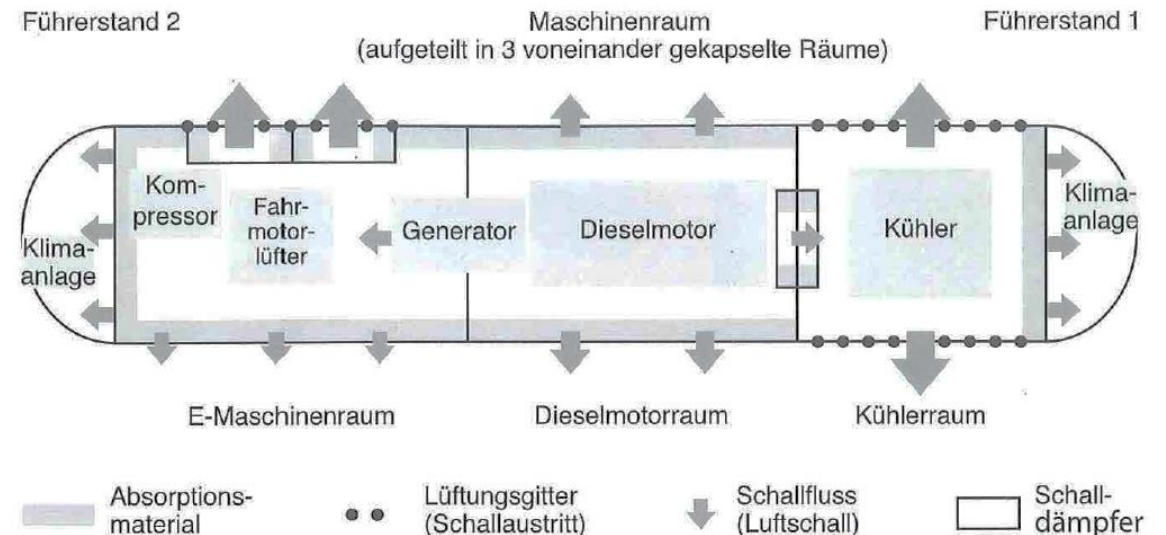 Führerstand 2
Maschinenraum
(aufgeteilt in 3 voneinander gekapselte Räume)
Führerstand 1
Klima-
anlage
Kom-
pressor
Fahr-
motor-
lüfter
Generator
Dieselmotor
Kühler
Klima-
anlage
E-Maschinenraum
Dieselmotorraum
Kühlerraum
Absorptions-
material
Lüftungsgitter
(Schallaustritt)
Schallfluss
(Luftschall)
Schall-
dämpfer